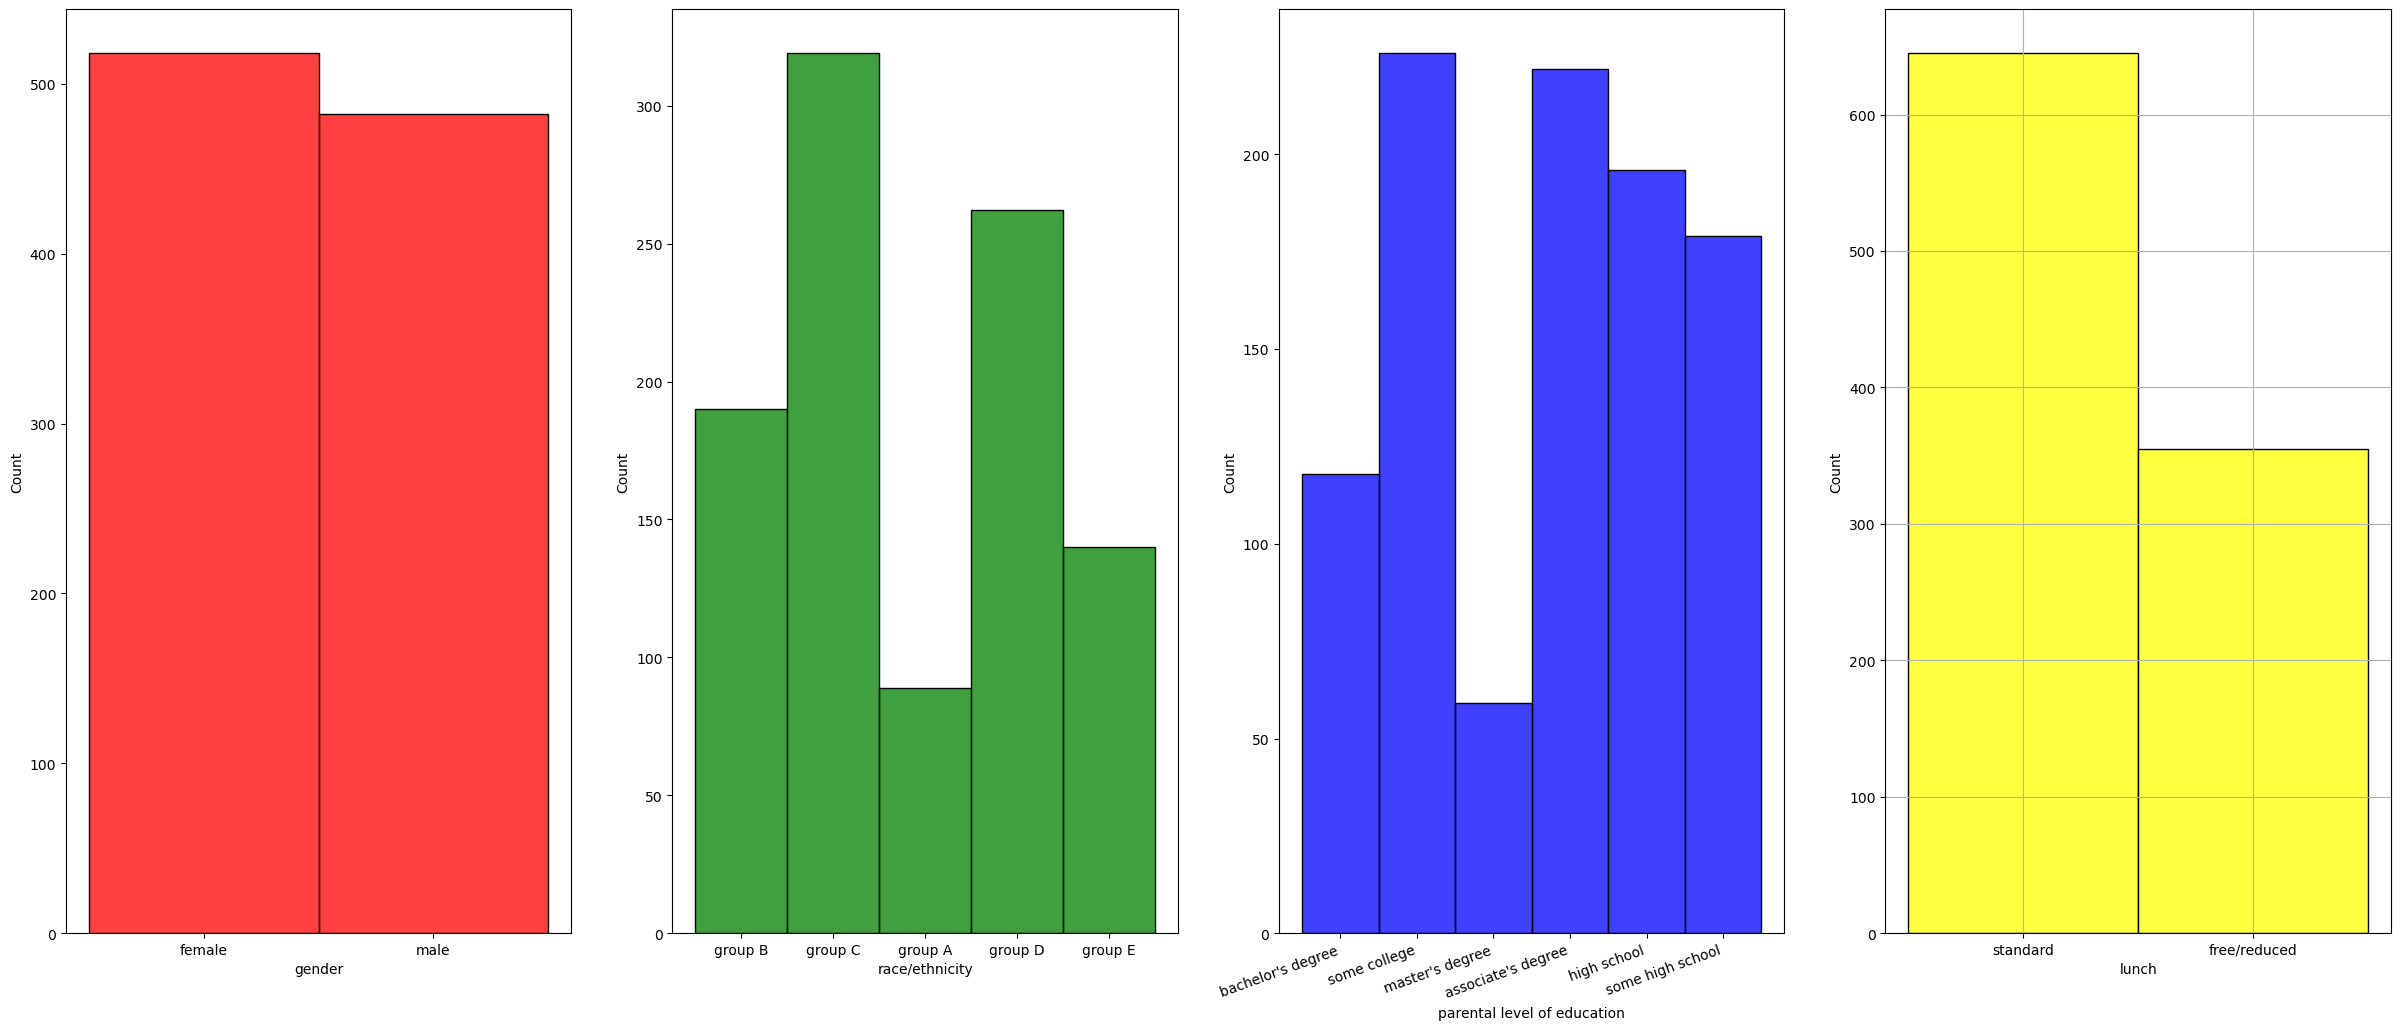 Count
500
400
300
200
100
0
female
male
gender
Count
300
250
200
150
100
50
0
group B
group C
group A
group D
group E
race/ethnicity
Count
200
150
100
50
0
bachelor's degree
some college
master's degree
associate's degree
high school
some high school
parental level of education
Count
600
500
400
300
200
100
0
standard
free/reduced
lunch